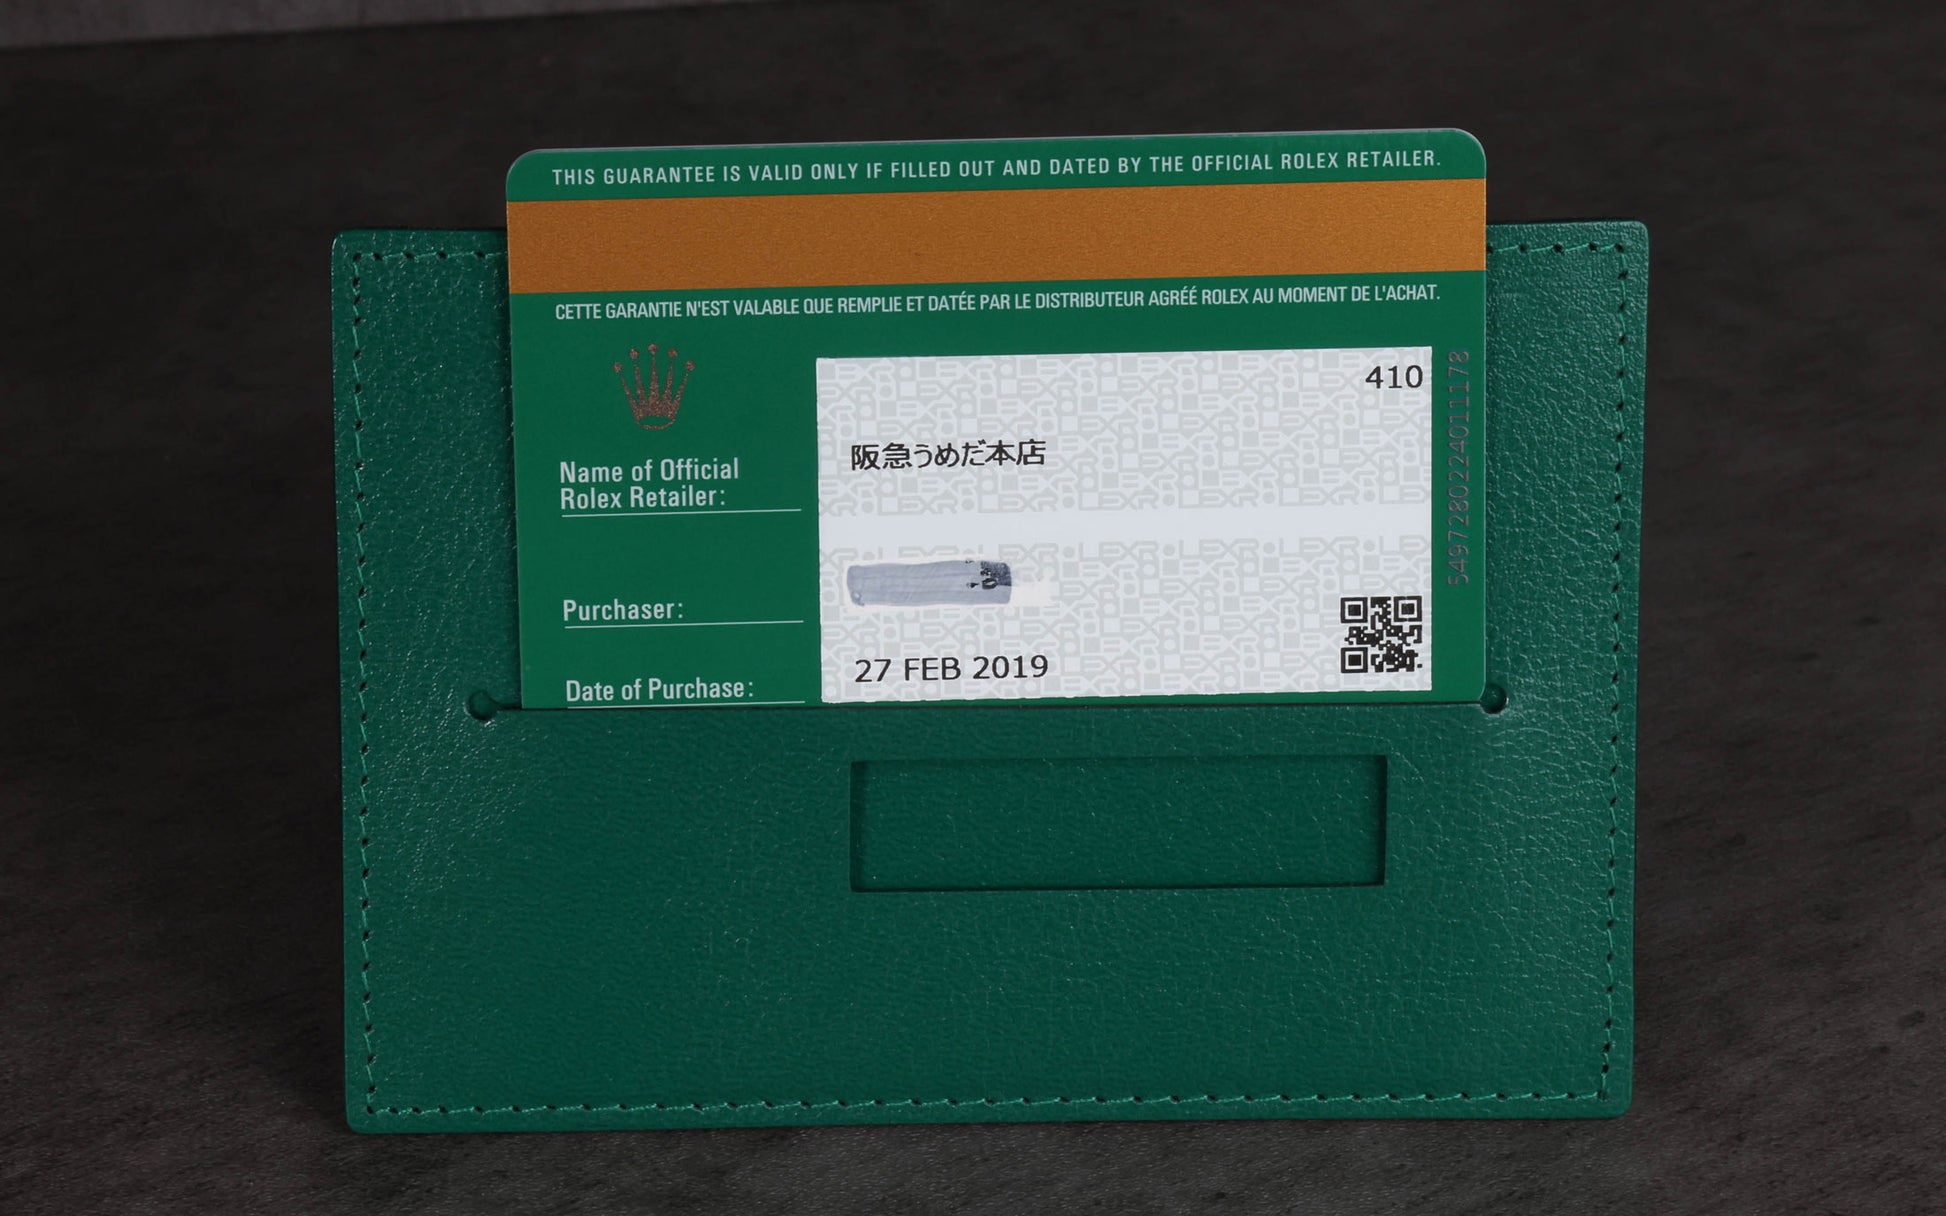 THIS GUARANTEE IS VALID ONLY IF FILLED OUT AND DATED BY THE OFFICIAL ROLEX RETAILER.
CETTE GARANTIE N'EST VALABLE QUE REMPLIE ET DATÉE PAR LE DISTRIBUTEUR AGRÉÉ ROLEX AU MOMENT DE L'ACHAT.
410
Name of Official
Rolex Retailer:
阪急うめだ本店
Purchaser:
Date of Purchase:
27 FEB 2019
5497280224011178